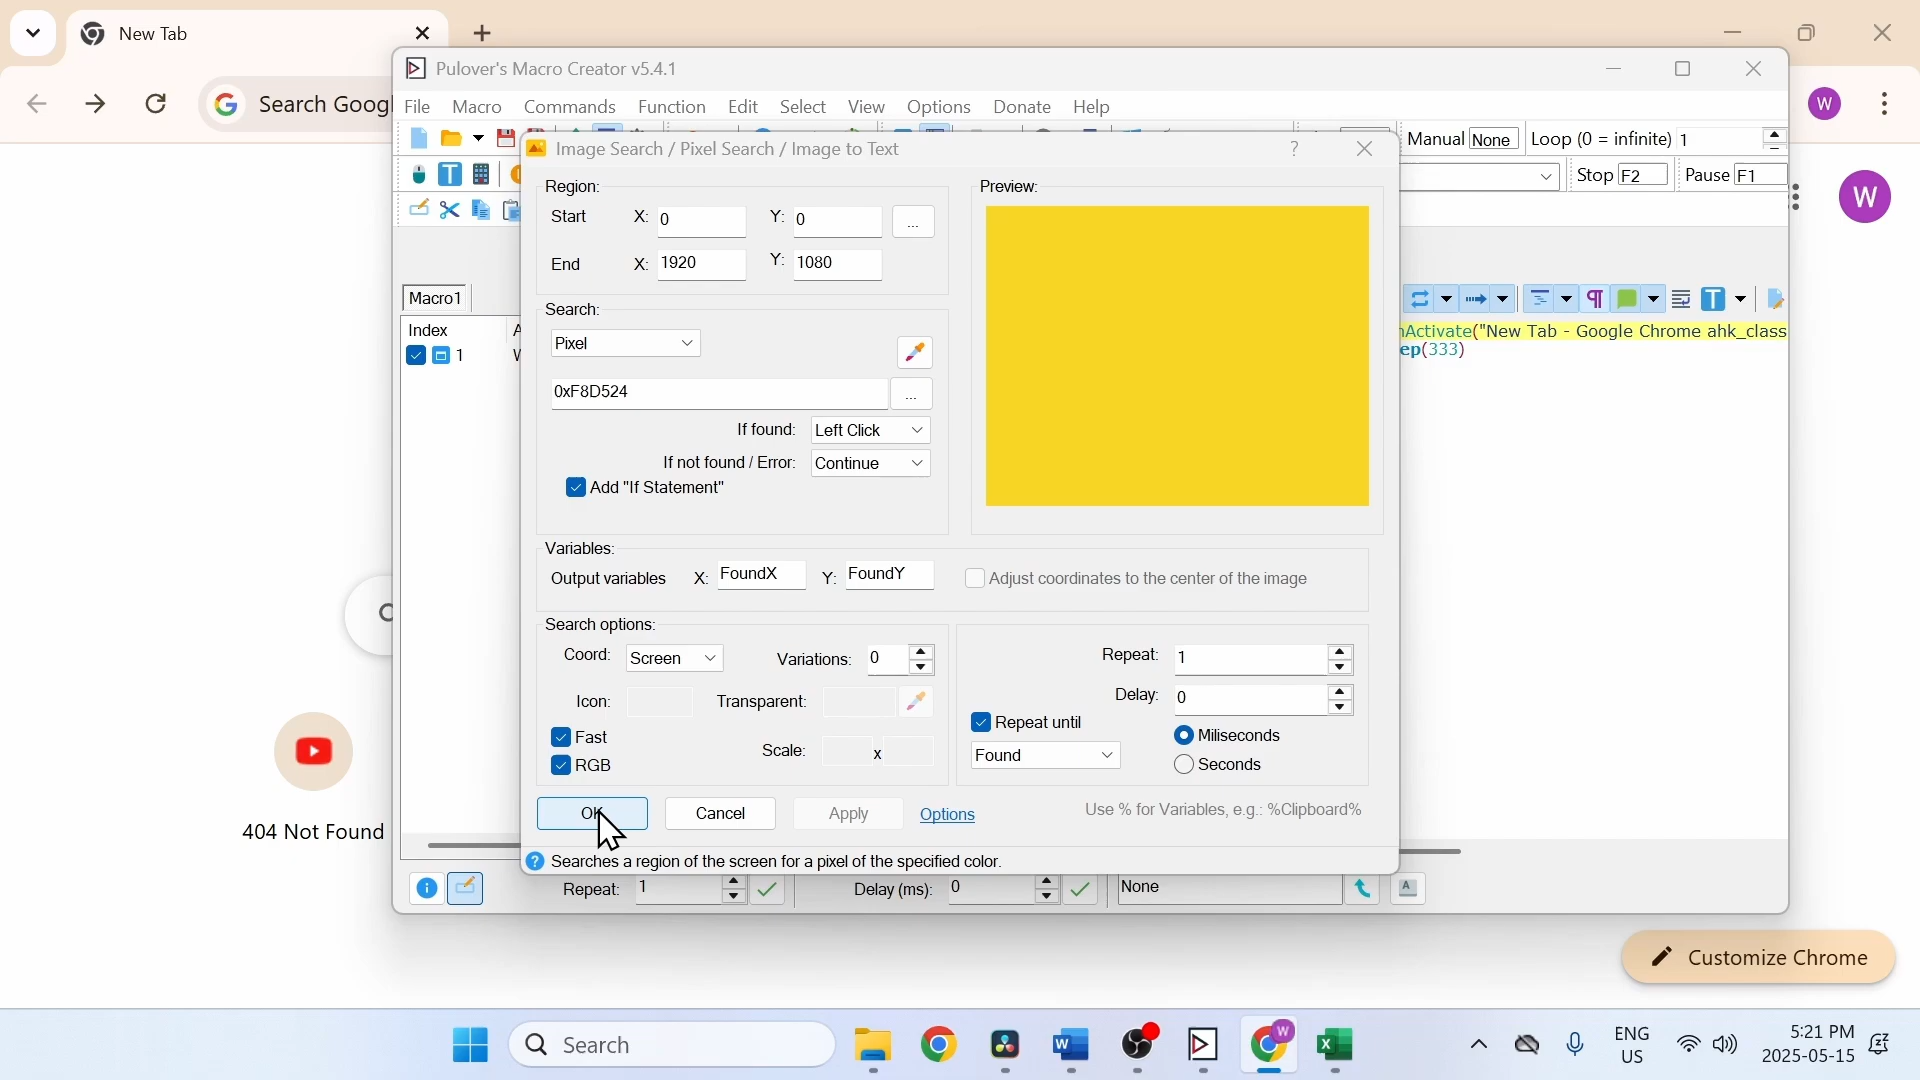 New Tab
Search Googl
W
Pulover's Macro Creator v5.4.1
File Macro Commands Function Edit Select View Options Donate Help
Manual None Loop (0 = infinite) 1
Image Search / Pixel Search / Image to Text
Stop F2 Pause F1
W
Region:
Start X: 0 Y: 0 ...
End X: 1920 Y: 1080
Preview:
Macro1
Index A
1 W
Search:
Pixel
0xF8D524 ...
If found: Left Click
If not found / Error: Continue
Add "If Statement"
Activate("New Tab - Google Chrome ahk_class
ep(333)
Variables:
Output variables X: FoundX Y: FoundY Adjust coordinates to the center of the image
Search options:
Coord: Screen Variations: 0
Icon: Transparent:
Fast
RGB
Scale: x
Repeat: 1
Delay: 0
Repeat until
Found
Miliseconds
Seconds
OK Cancel Apply Options Use % for Variables, e.g.: %Clipboard%
Searches a region of the screen for a pixel of the specified color.
404 Not Found
Repeat: 1 Delay (ms): 0 None A
Customize Chrome
Search
W
ENG
US
5:21 PM
2025-05-15